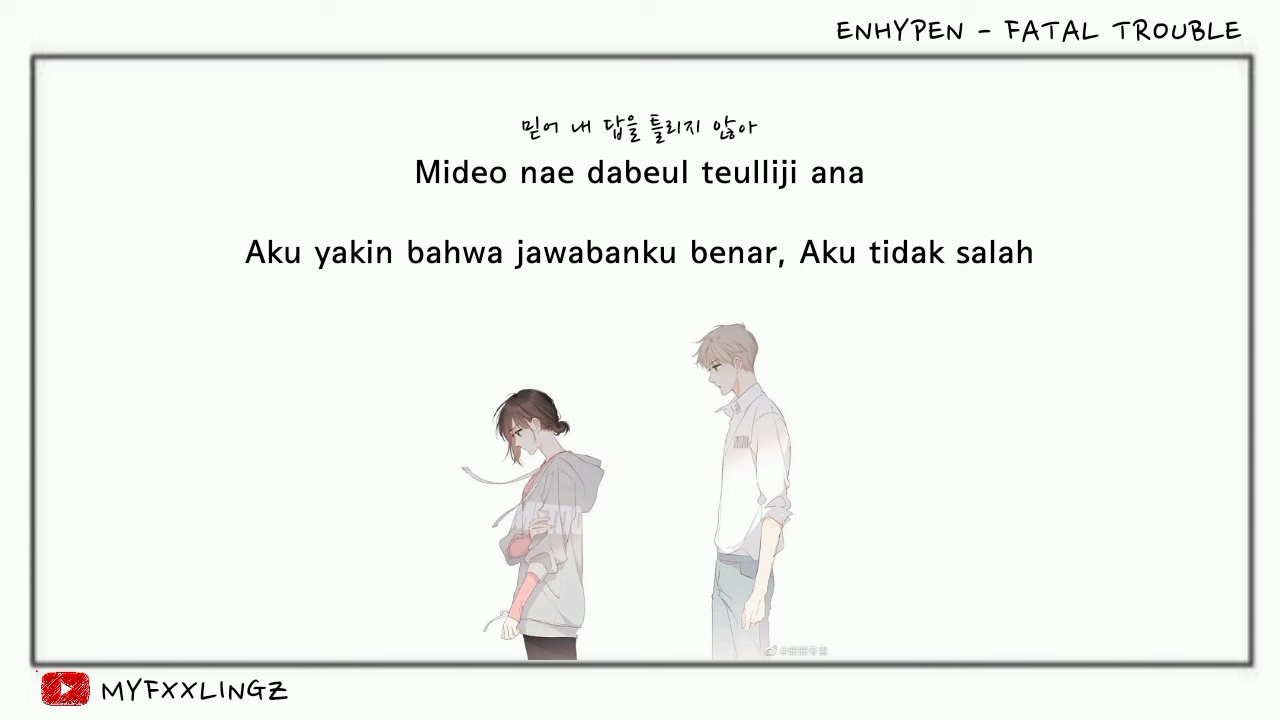 ENHYPEN - FATAL TROUBLE
믿어 내 답을 틀리지 않아
Mideo nae dabeul teulliji ana
Aku yakin bahwa jawabanku benar, Aku tidak salah
MYFXXLINGZ